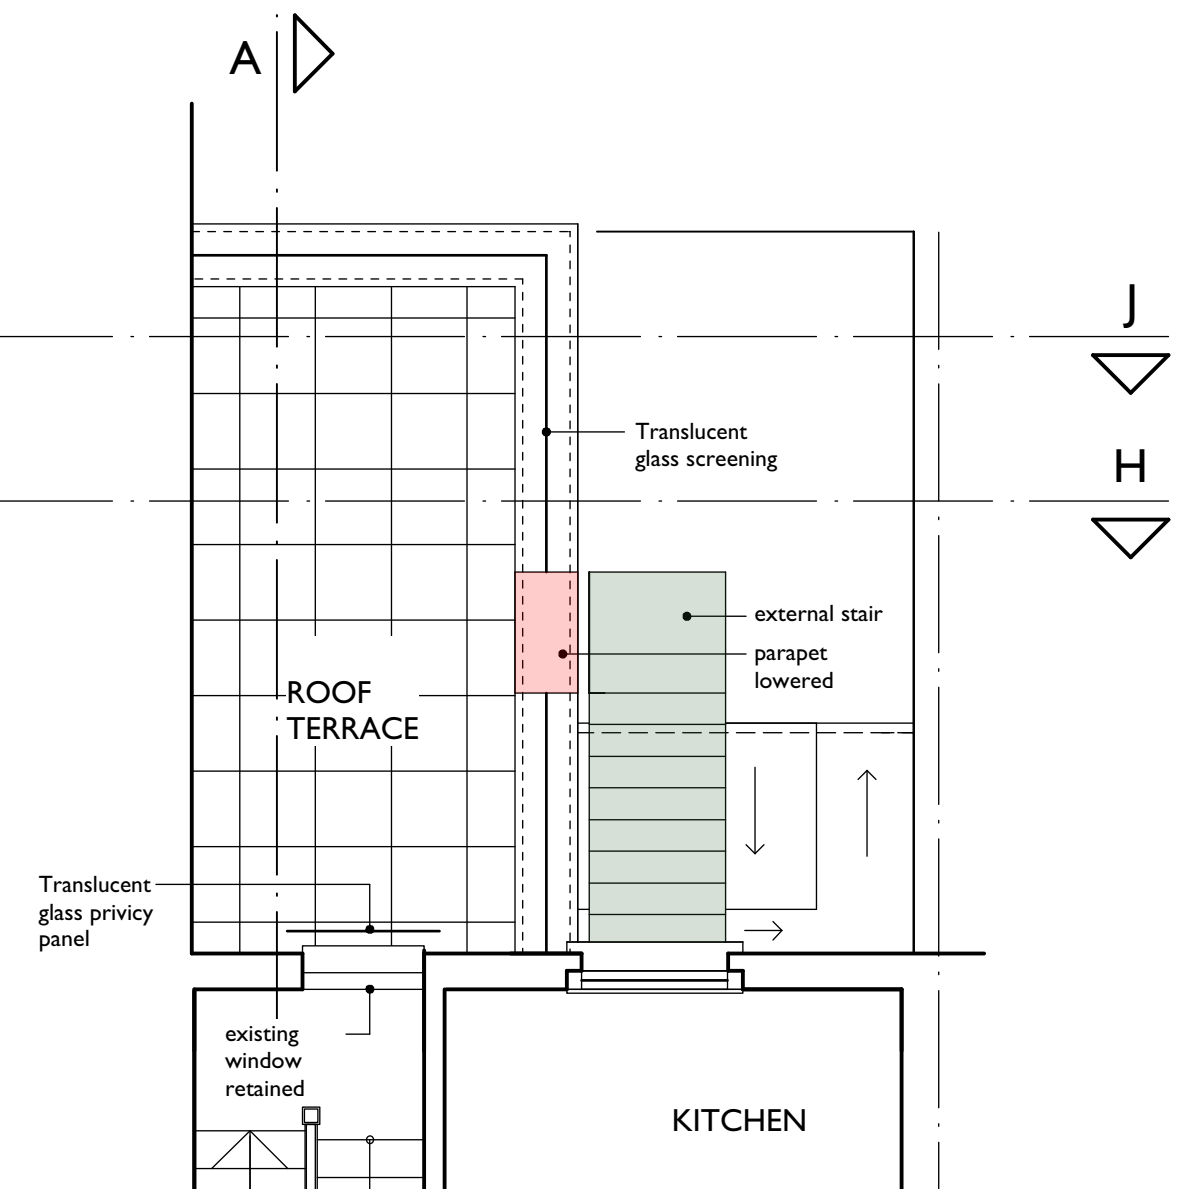 A
J
Translucent
glass screening
H
external stair
parapet
lowered
ROOF
TERRACE
Translucent
glass privicy
panel
existing
window
retained
KITCHEN